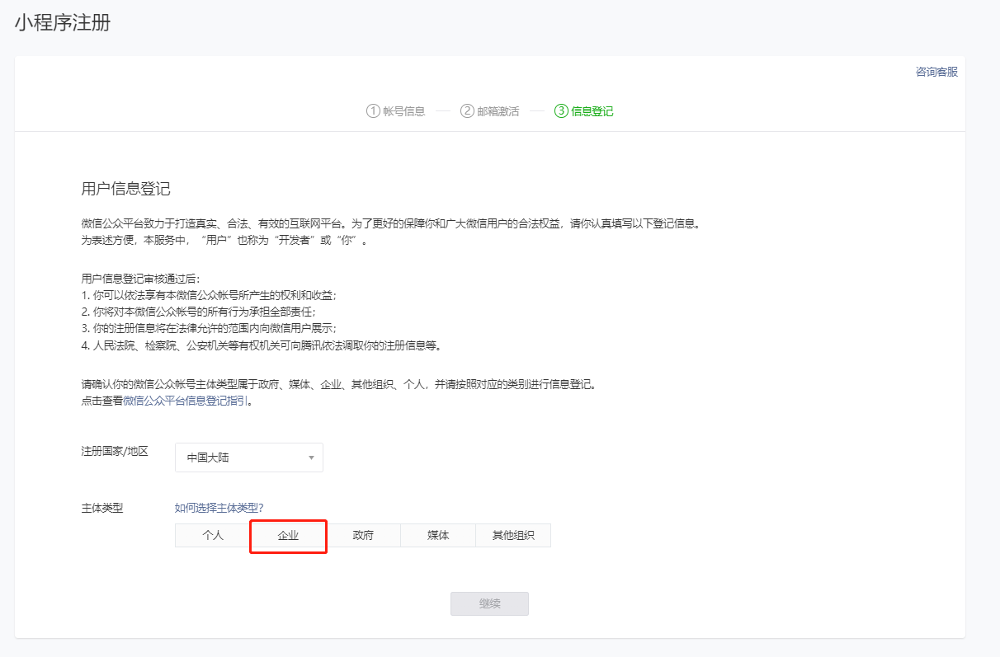 小程序注册
咨询客服
1 帐号信息 2 邮箱激活 3 信息登记
用户信息登记
微信公众平台致力于打造真实、合法、有效的互联网平台。为了更好的保障你和广大微信用户的合法权益，请你认真填写以下登记信息。
为表述方便，本服务中，“用户”也称为“开发者”或“你”。
用户信息登记审核通过后：
1. 你可以依法享有本微信公众帐号所产生的权利和收益；
2. 你将对本微信公众帐号的所有行为承担全部责任；
3. 你的注册信息将在法律允许的范围内向微信用户展示；
4. 人民法院、检察院、公安机关等有权机关可向腾讯依法调取你的注册信息等。
请确认你的微信公众帐号主体类型属于政府、媒体、企业、其他组织、个人，并请按照对应的类别进行信息登记。
点击查看微信公众平台信息登记指引。
注册国家/地区 中国大陆
主体类型 如何选择主体类型?
个人 企业 政府 媒体 其他组织
继续